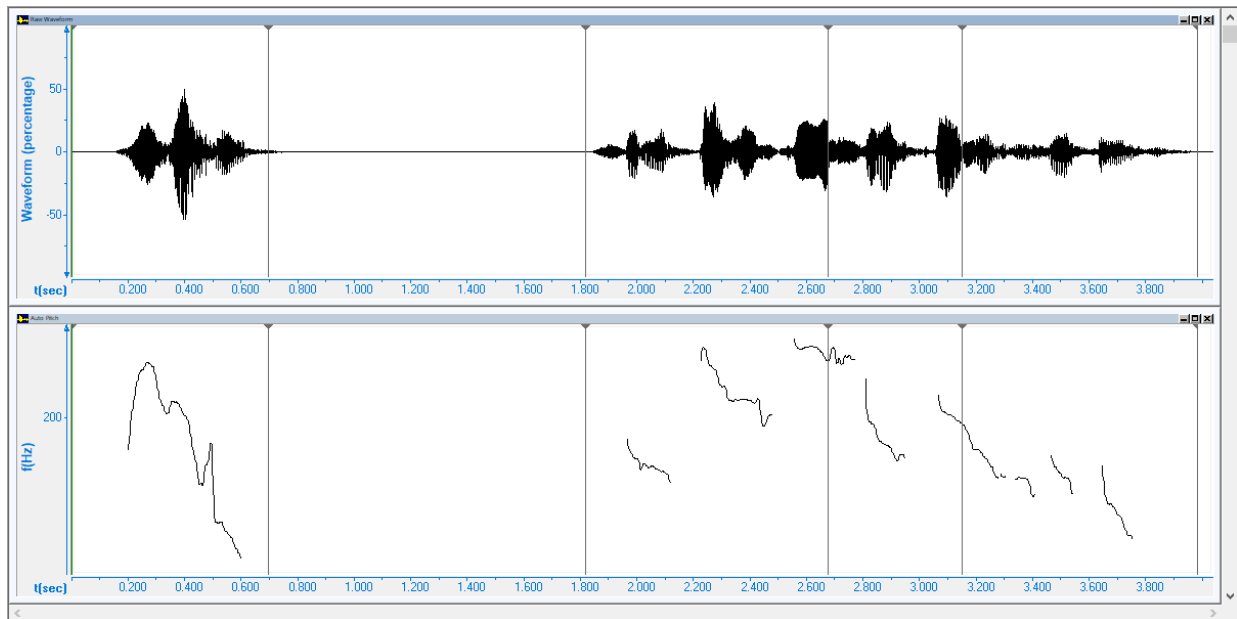 Raw Waveform
Waveform (percentage)
50
0
-50
t(sec)
0.200 0.400 0.600 0.800 1.000 1.200 1.400 1.600 1.800 2.000 2.200 2.400 2.600 2.800 3.000 3.200 3.400 3.600 3.800
Auto Pitch
f(Hz)
200
t(sec)
0.200 0.400 0.600 0.800 1.000 1.200 1.400 1.600 1.800 2.000 2.200 2.400 2.600 2.800 3.000 3.200 3.400 3.600 3.800